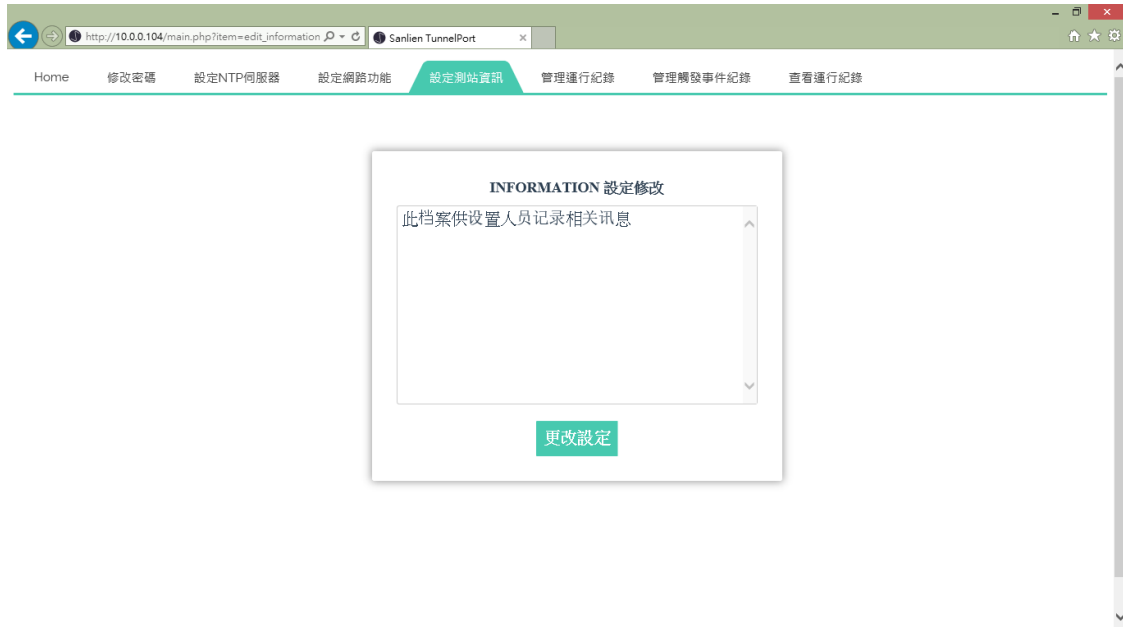 http://10.0.0.104/main.php?item=edit_information
Sanlien TunnelPort
Home 修改密碼 設定NTP伺服器 設定網路功能 設定測站資訊 管理運行紀錄 管理觸發事件紀錄 查看運行紀錄
INFORMATION 設定修改
此档案供设置人员记录相关讯息
更改設定